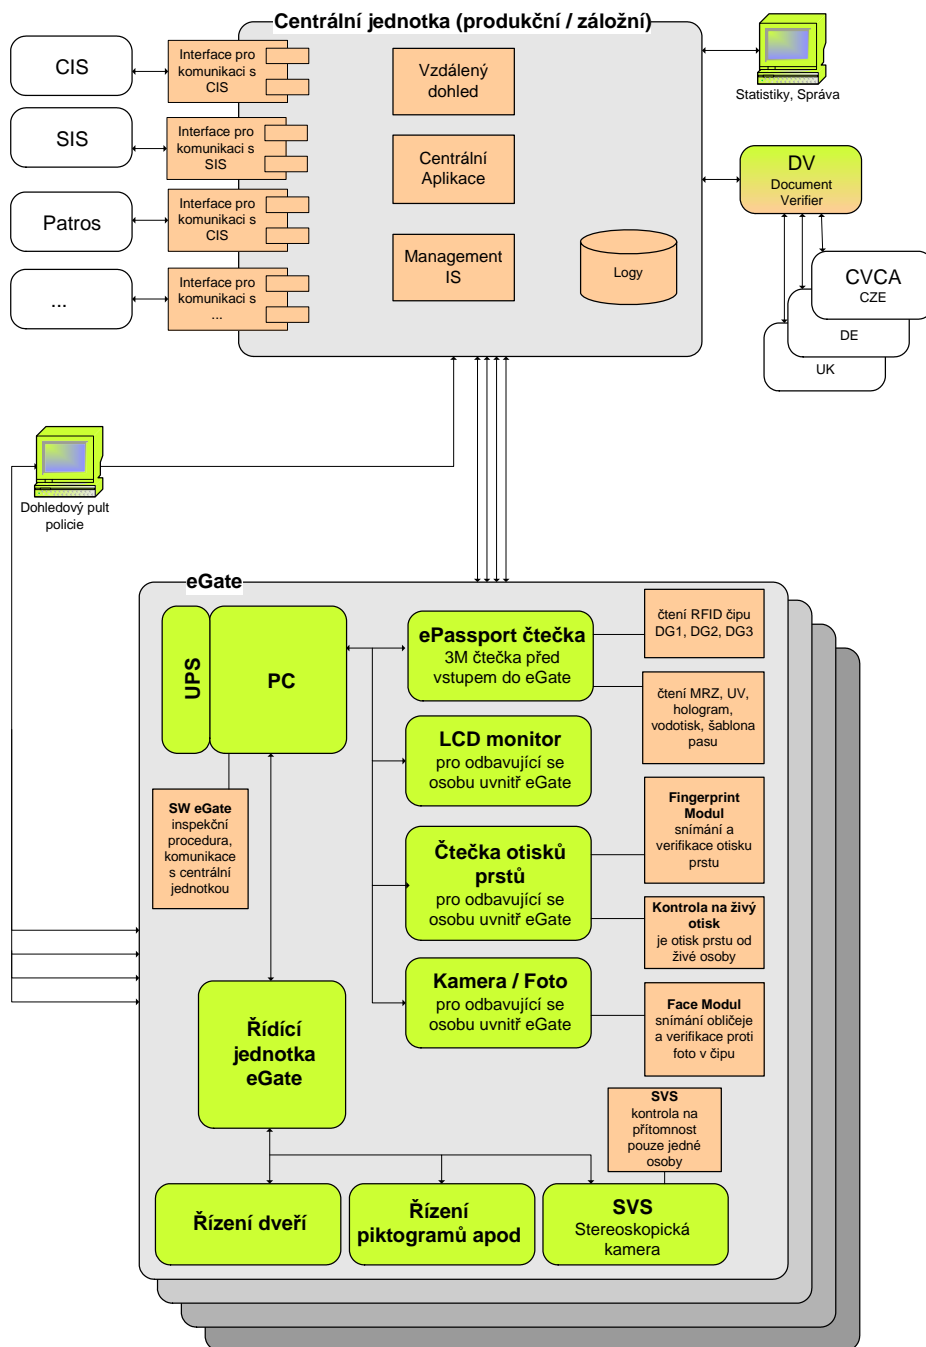 Centrální jednotka (produkční / záložní)
CIS
Interface pro
komunikaci s
CIS
SIS
Interface pro
komunikaci s
SIS
Patros
Interface pro
komunikaci s
CIS
...
Interface pro
komunikaci s
...
Vzdálený
dohled
Centrální
Aplikace
Management
IS
Logy
Statistiky, Správa
DV
Document
Verifier
CVCA
CZE
DE
UK
Dohledový pult
policie
eGate
UPS
PC
SW eGate
inspekční
procedura,
komunikace
s centrální
jednotkou
ePassport čtečka
3M čtečka před
vstupem do eGate
čtení RFID čipu
DG1, DG2, DG3
čtení MRZ, UV,
hologram,
vodotisk, šablona
pasu
LCD monitor
pro odbavující se
osobu uvnitř eGate
Čtečka otisků
prstů
pro odbavující se
osobu uvnitř eGate
Fingerprint
Modul
snímání a
verifikace otisku
prstu
Kontrola na živý
otisk
je otisk prstu od
živé osoby
Kamera / Foto
pro odbavující se
osobu uvnitř eGate
Face Modul
snímání obličeje
a verifikace proti
foto v čipu
Řídící
jednotka
eGate
SVS
kontrola na
přítomnost
pouze jedné
osoby
Řízení dveří
Řízení
piktogramů apod
SVS
Stereoskopická
kamera